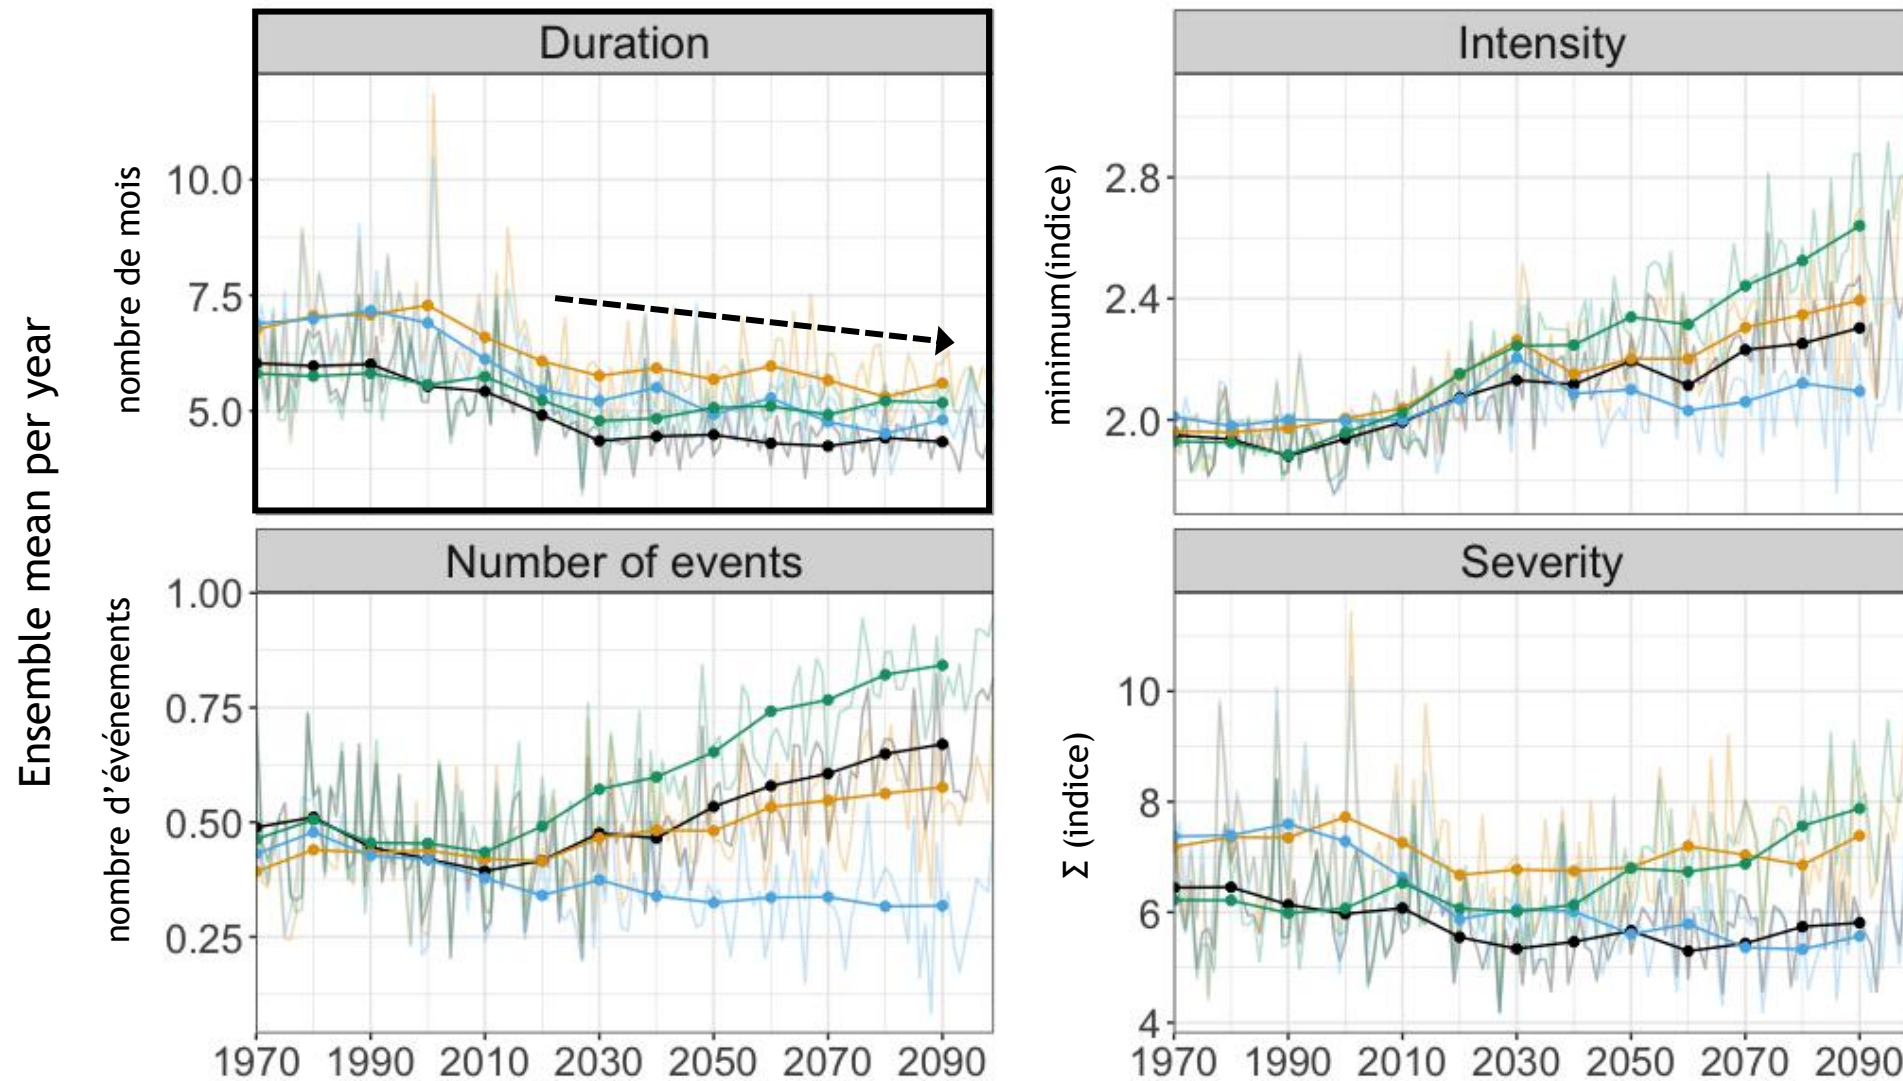 Ensemble mean per year
Duration
nombre de mois
10.0
7.5
5.0
Intensity
minimum(indice)
2.8
2.4
2.0
Number of events
nombre d’événements
1.00
0.75
0.50
0.25
1970 1990 2010 2030 2050 2070 2090
Severity
Σ (indice)
10
8
6
4
1970 1990 2010 2030 2050 2070 2090